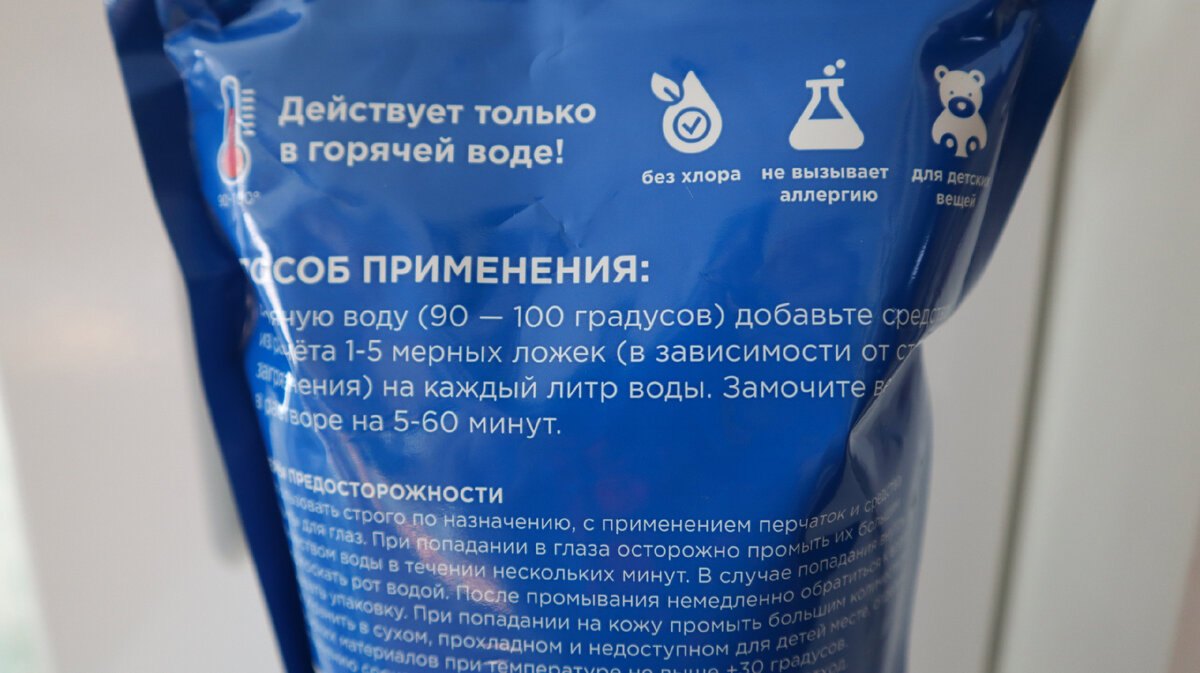 Действует только
в горячей воде!
без хлора
не вызывает
аллергию
для детских
вещей
ПРИМЕНЕНИЯ:
воду (90 — 100 градусов) добавьте
1-5 мерных ложек (в зависимости от
на каждый литр воды. Замочите
на 5-60 минут.
ПРЕДОСТОРОЖНОСТИ
строго по назначению, с применением перчаток и
для глаз. При попадании в глаза осторожно промыть их
воды в течении нескольких минут. В случае попадания
рот водой. После промывания немедленно обратиться
упаковку. При попадании на кожу промыть большим
в сухом, прохладном и недоступном для детей месте,
материалов при температуре не выше +30 градусов.